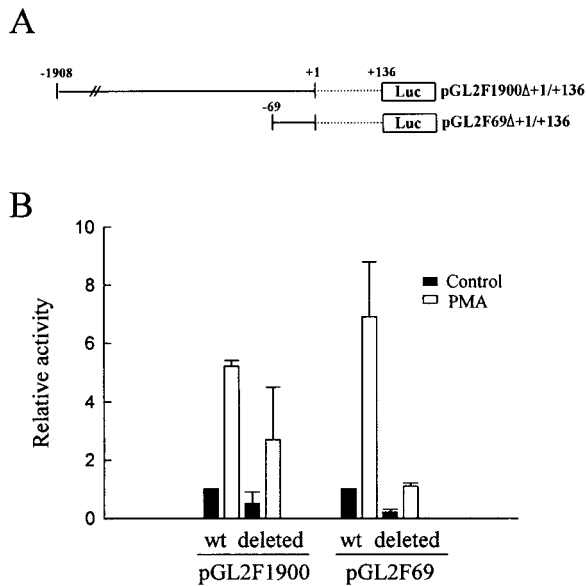 A
-1908
+1
+136
Luc
pGL2F1900Δ+1/+136
-69
Luc
pGL2F69Δ+1/+136
B
10
8
6
4
2
0
Relative activity
Control
PMA
wt deleted
wt deleted
pGL2F1900
pGL2F69